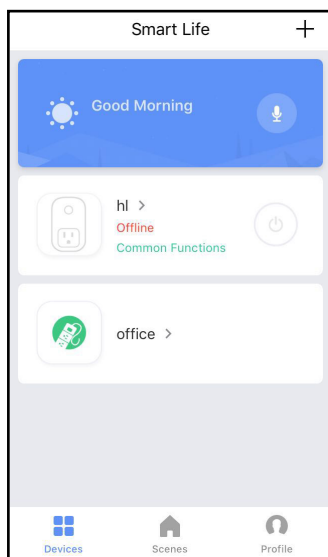 Smart Life
Good Morning
hl
Offline
Common Functions
office
Devices
Scenes
Profile